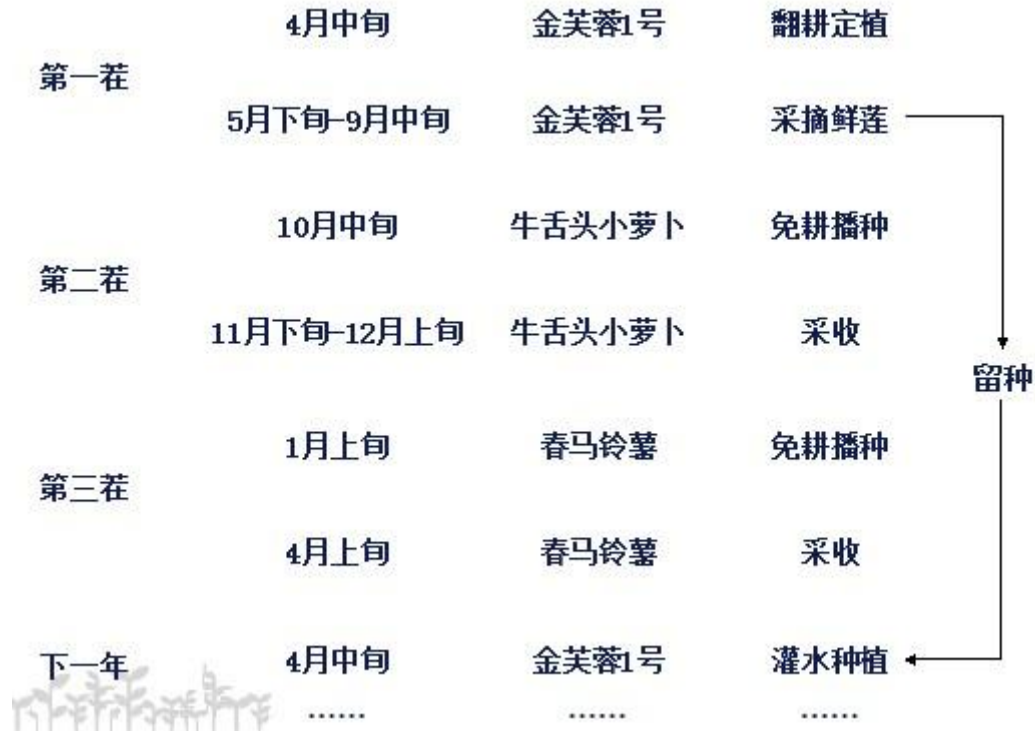 4月中旬 金芙蓉1号 翻耕定植
第一茬
5月下旬-9月中旬 金芙蓉1号 采摘鲜莲
10月中旬 牛舌头小萝卜 免耕播种
第二茬
11月下旬-12月上旬 牛舌头小萝卜 采收
留种
1月上旬 春马铃薯 免耕播种
第三茬
4月上旬 春马铃薯 采收
下一年 4月中旬 金芙蓉1号 灌水种植
...... ...... ......